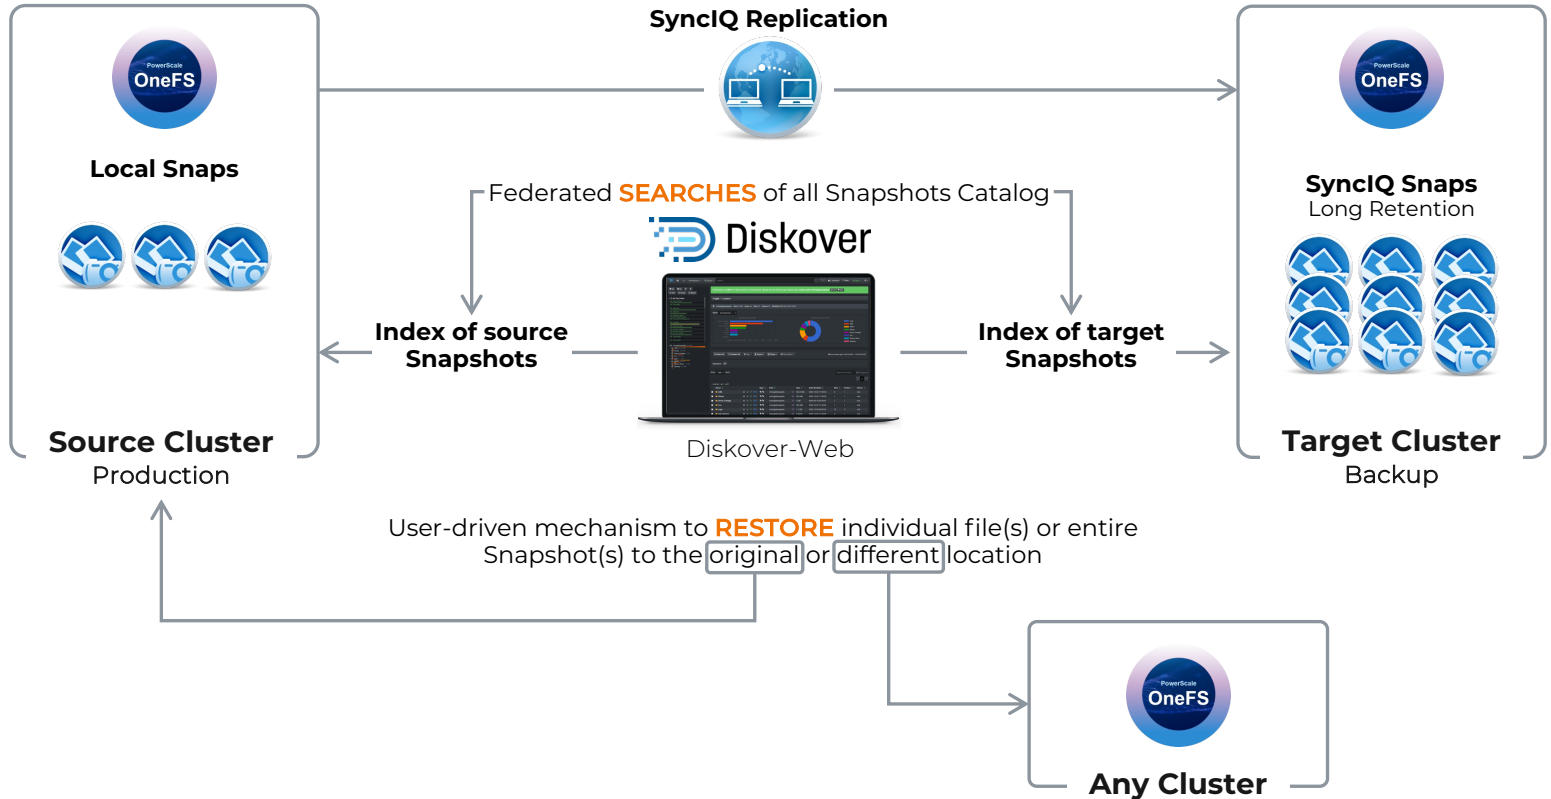 SyncIQ Replication
PowerScale
OneFS
PowerScale
OneFS
Local Snaps
Federated SEARCHES of all Snapshots Catalog
SyncIQ Snaps
Long Retention
Diskover
Index of source
Snapshots
Index of target
Snapshots
Source Cluster
Production
Diskover-Web
Target Cluster
Backup
User-driven mechanism to RESTORE individual file(s) or entire
Snapshot(s) to the original or different location
PowerScale
OneFS
Any Cluster